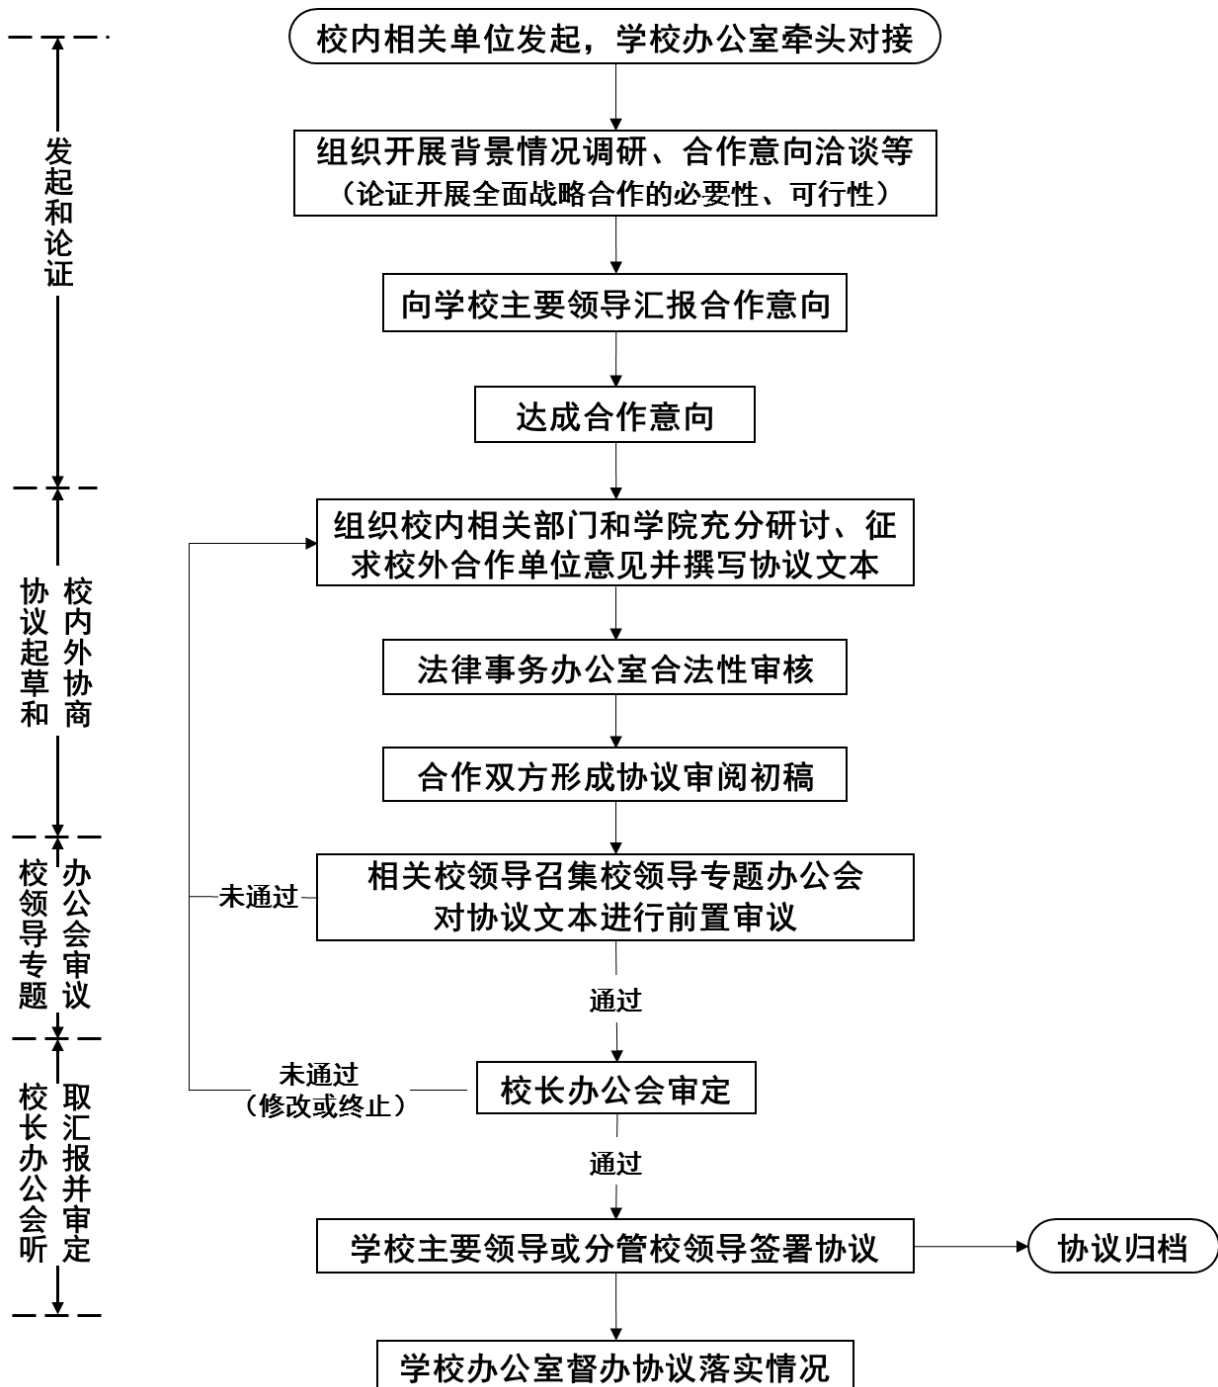 校内相关单位发起，学校办公室牵头对接
组织开展背景情况调研、合作意向洽谈等
（论证开展全面战略合作的必要性、可行性）
向学校主要领导汇报合作意向
达成合作意向
发起和论证
组织校内相关部门和学院充分研讨、征
求校外合作单位意见并撰写协议文本
法律事务办公室合法性审核
合作双方形成协议审阅初稿
协议起草和
校内外协商
相关校领导召集校领导专题办公会
对协议文本进行前置审议
未通过
通过
校领导专题
办公会审议
校长办公会审定
未通过
（修改或终止）
通过
校长办公会听
取汇报并审定
学校主要领导或分管校领导签署协议
协议归档
学校办公室督办协议落实情况